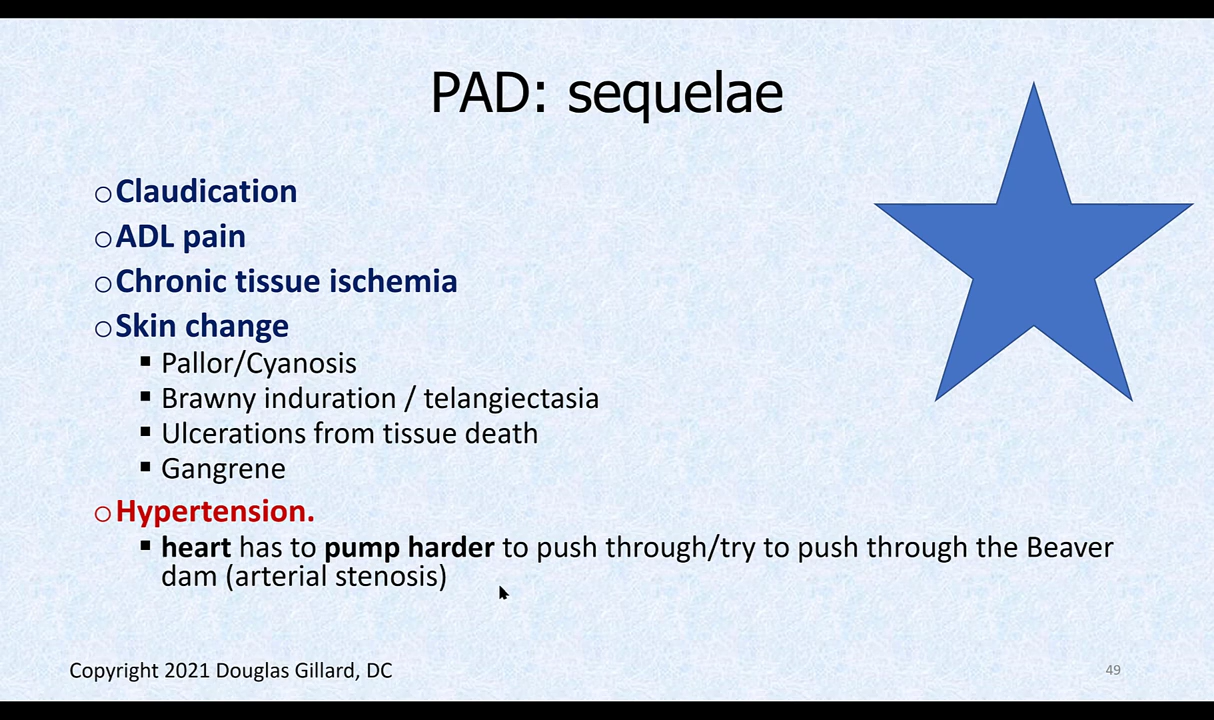 PAD: sequelae
○Claudication
○ADL pain
○Chronic tissue ischemia
○Skin change
▪ Pallor/Cyanosis
▪ Brawny induration / telangiectasia
▪ Ulcerations from tissue death
▪ Gangrene
○Hypertension.
▪ heart has to pump harder to push through/try to push through the Beaver
dam (arterial stenosis)
Copyright 2021 Douglas Gillard, DC
49